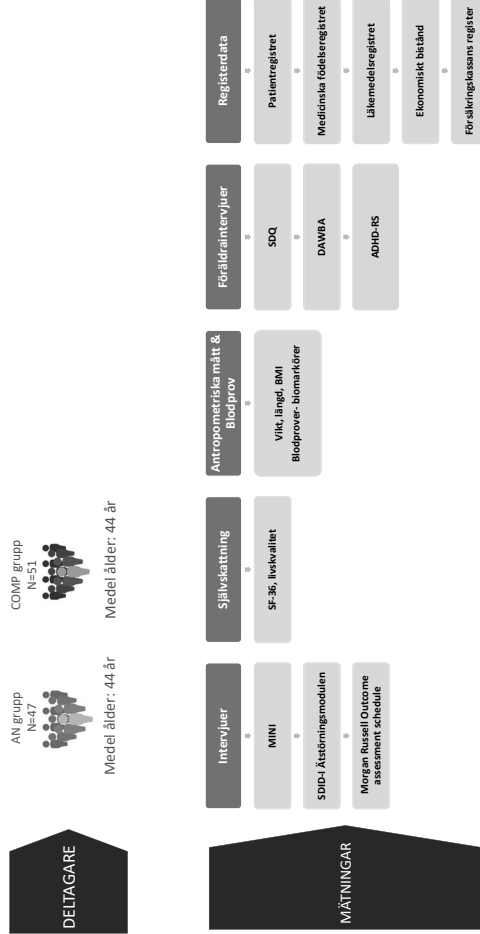 DELTAGARE
AN grupp
N=47
Medel ålder: 44 år
COMP grupp
N=51
Medel ålder: 44 år
MÄTNINGAR
Intervjuer
MINI
SDID-I Ätstörningsmodulen
Morgan Russell Outcome
assessment schedule
Självskattning
SF-36, livskvalitet
Antropometriska mått &
Blodprov
Vikt, längd, BMI
Blodprover- biomarkörer
Föräldraintervjuer
SDQ
DAWBA
ADHD-RS
Registerdata
Patientregistret
Medicinska födelseregistret
Läkemedelsregistret
Ekonomiskt bistånd
Försäkringskassans register